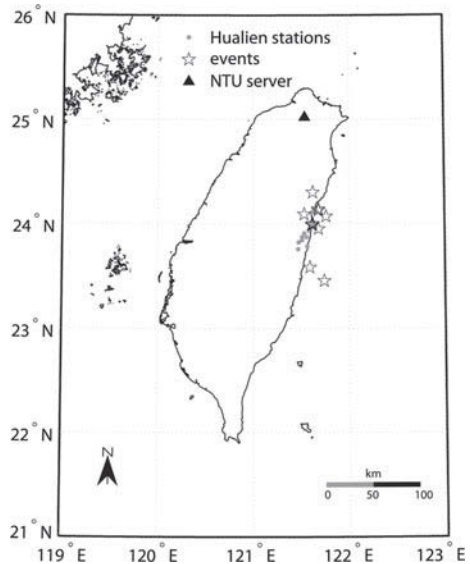 26° N
Hualien stations
events
NTU server
25° N
24° N
23° N
22° N
N
km
0 50 100
21° N
119° E 120° E 121° E 122° E 123° E